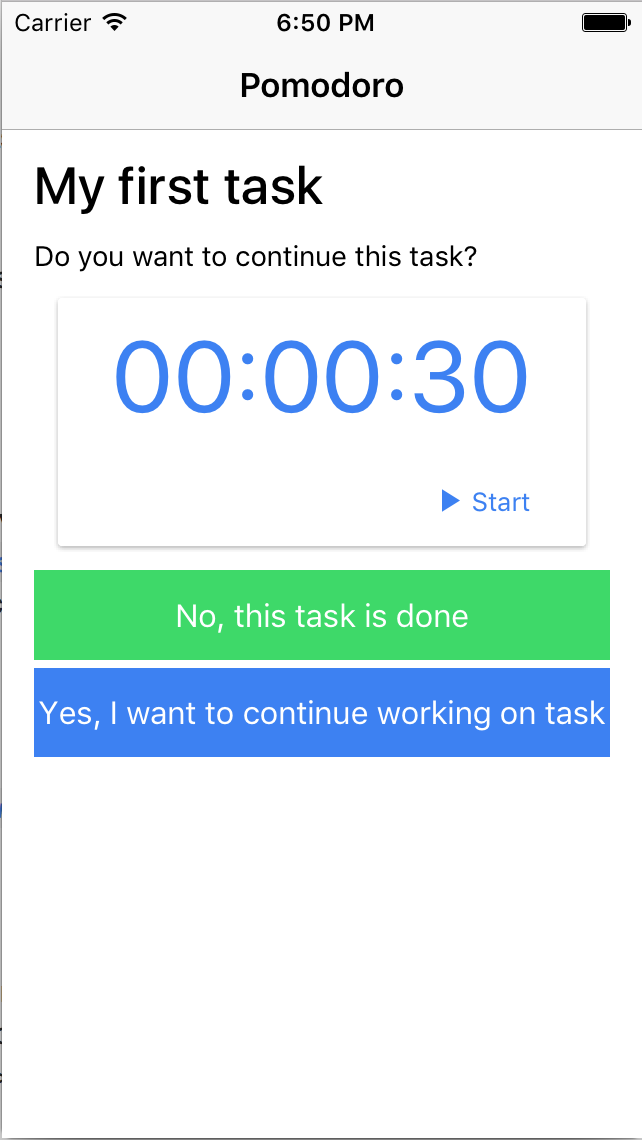 Carrier 6:50 PM
Pomodoro
My first task
Do you want to continue this task?
00:00:30
Start
No, this task is done
Yes, I want to continue working on task